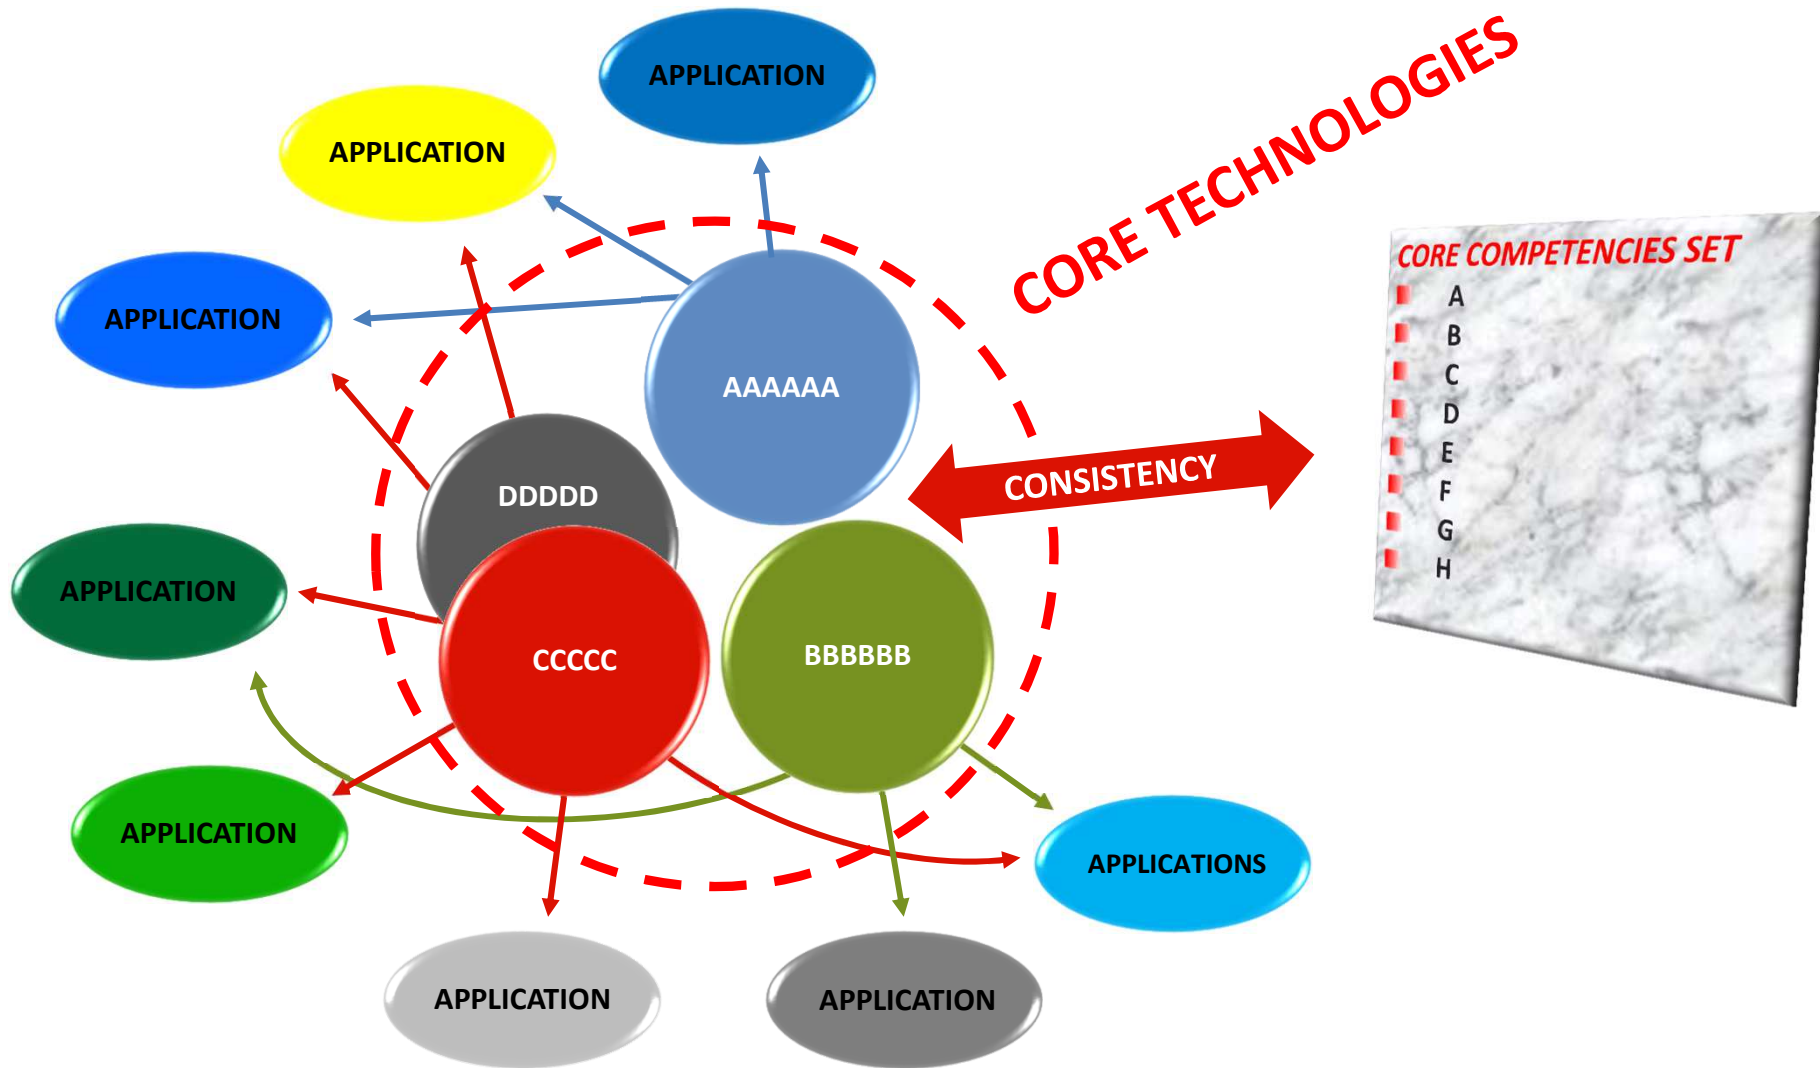 APPLICATION
APPLICATION
APPLICATION
CORE TECHNOLOGIES
AAAAAA
DDDDD
CCCCC
BBBBBB
CONSISTENCY
APPLICATION
APPLICATION
APPLICATION
APPLICATION
APPLICATIONS
CORE COMPETENCIES SET
A
B
C
D
E
F
G
H